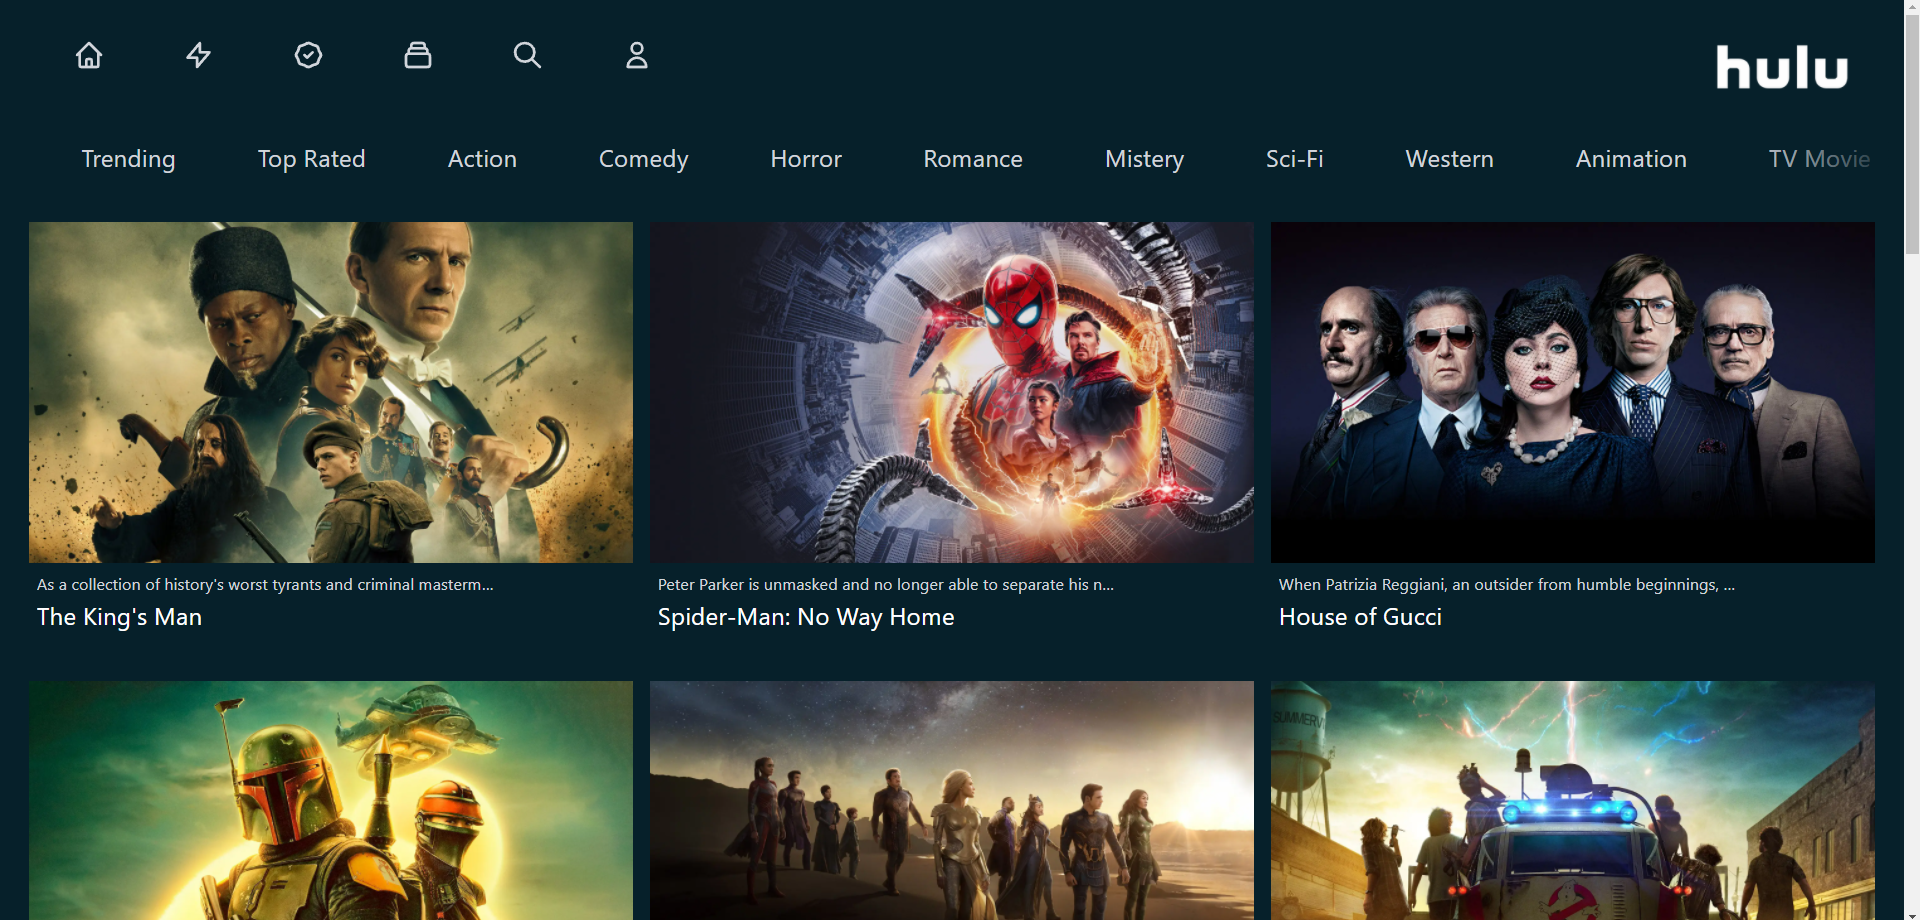 hulu
Trending Top Rated Action Comedy Horror Romance Mistery Sci-Fi Western Animation TV Movie
As a collection of history's worst tyrants and criminal masterm...
The King's Man
Peter Parker is unmasked and no longer able to separate his n...
Spider-Man: No Way Home
When Patrizia Reggiani, an outsider from humble beginnings, ...
House of Gucci
SUMMERV